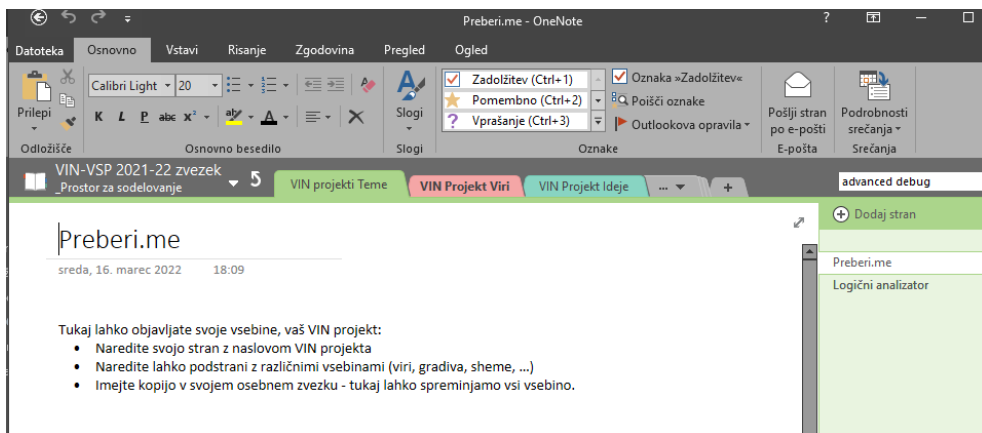 Preberi.me - OneNote
?
Datoteka Osnovno Vstavi Risanje Zgodovina Pregled Ogled
Prilepi
Odložišče
Calibri Light 20
K L P abc x² ab A
Osnovno besedilo
Slogi
Slogi
Zadolžitev (Ctrl+1)
Pomembno (Ctrl+2)
? Vprašanje (Ctrl+3)
Oznaka »Zadolžitev«
Poišči oznake
Outlookova opravila
Oznake
Pošlji stran
po e-pošti
E-pošta
Podrobnosti
srečanja
Srečanja
VIN-VSP 2021-22 zvezek
_Prostor za sodelovanje
VIN projekti Teme VIN Projekt Viri VIN Projekt Ideje ... +
advanced debug
Dodaj stran
Preberi.me
Logični analizator
Preberi.me
sreda, 16. marec 2022 18:09
Tukaj lahko objavljate svoje vsebine, vaš VIN projekt:
• Naredite svojo stran z naslovom VIN projekta
• Naredite lahko podstrani z različnimi vsebinami (viri, gradiva, sheme, ...)
• Imejte kopijo v svojem osebnem zvezku - tukaj lahko spreminjamo vsi vsebino.